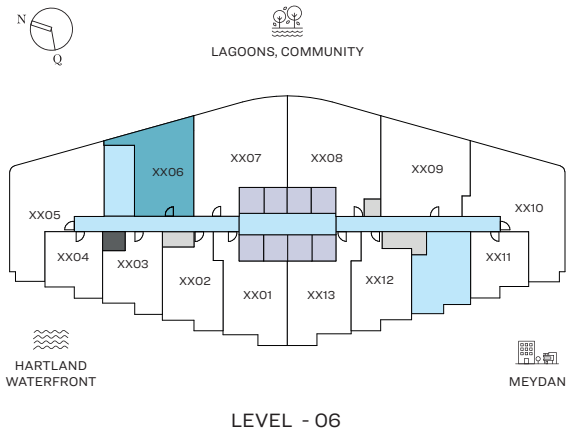 N
Q
LAGOONS, COMMUNITY
XX06
XX07
XX08
XX09
XX05
XX10
XX04
XX03
XX02
XX01
XX13
XX12
XX11
HARTLAND
WATERFRONT
MEYDAN
LEVEL - 06